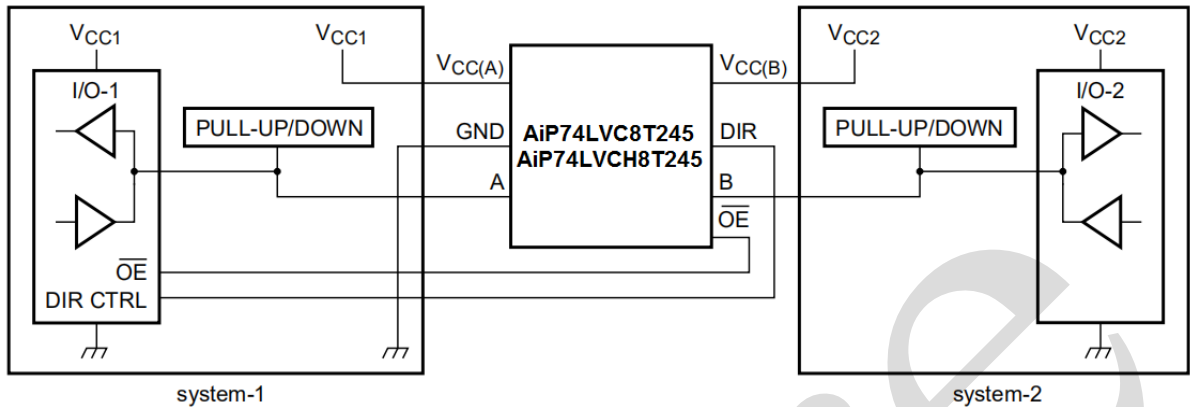 VCC1
VCC1
I/O-1
PULL-UP/DOWN
OE
DIR CTRL
system-1
VCC(A)
GND
A
AiP74LVC8T245
AiP74LVCH8T245
VCC(B)
DIR
B
OE
VCC2
VCC2
PULL-UP/DOWN
I/O-2
system-2